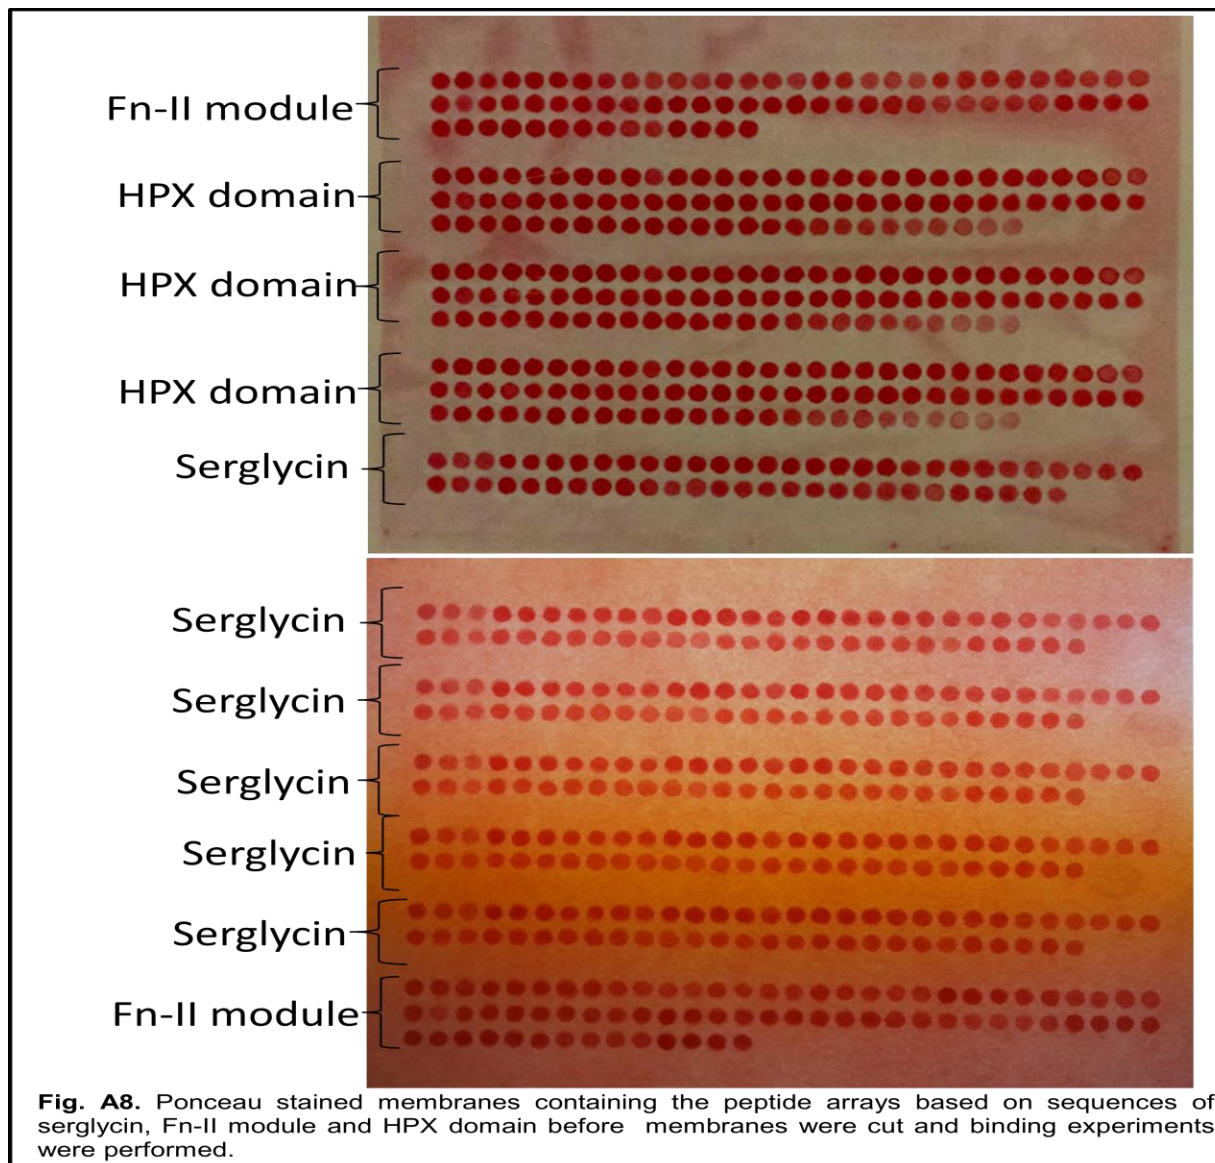 Fn-II module
HPX domain
HPX domain
HPX domain
Serglycin
Serglycin
Serglycin
Serglycin
Serglycin
Serglycin
Fn-II module
Fig. A8. Ponceau stained membranes containing the peptide arrays based on sequences of
serglycin, Fn-II module and HPX domain before membranes were cut and binding experiments
were performed.